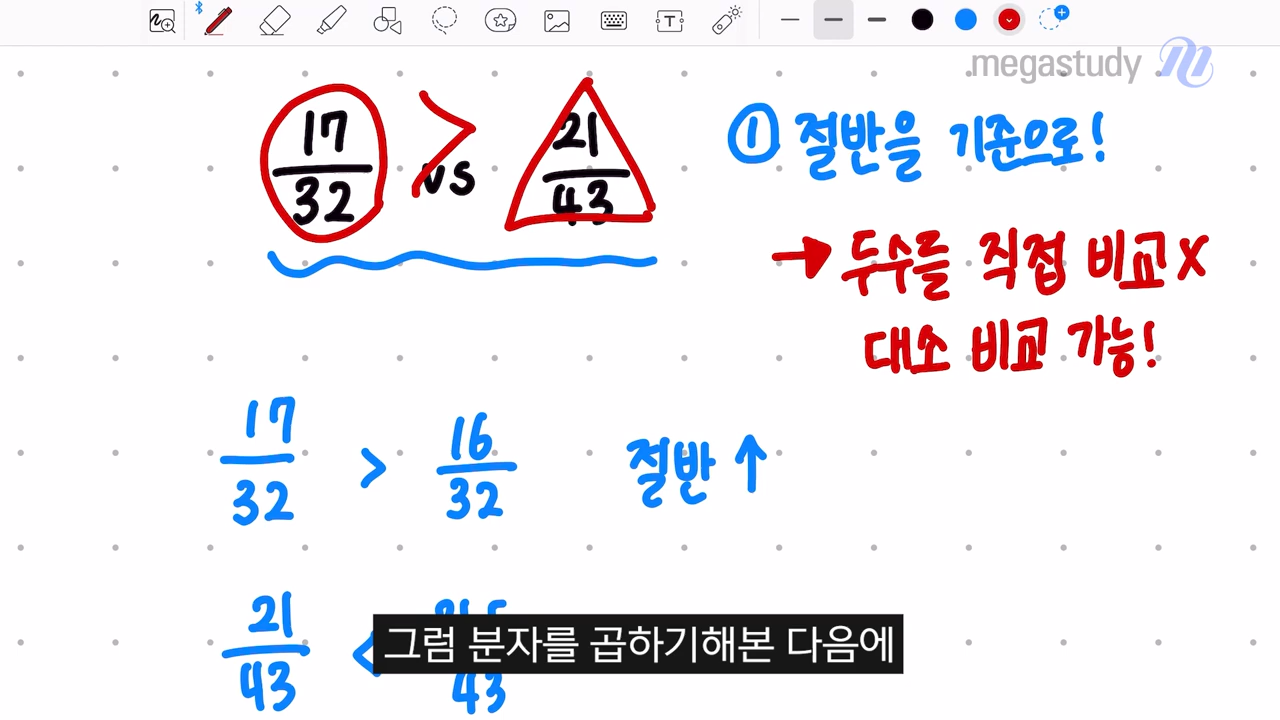 megastudy
17/32 > vs 21/43
① 절반을 기준으로!
→ 두수를 직접 비교 X
대소 비교 가능!
17/32 > 16/32 절반 ↑
21/43 < 43
그럼 분자를 곱하기해본 다음에